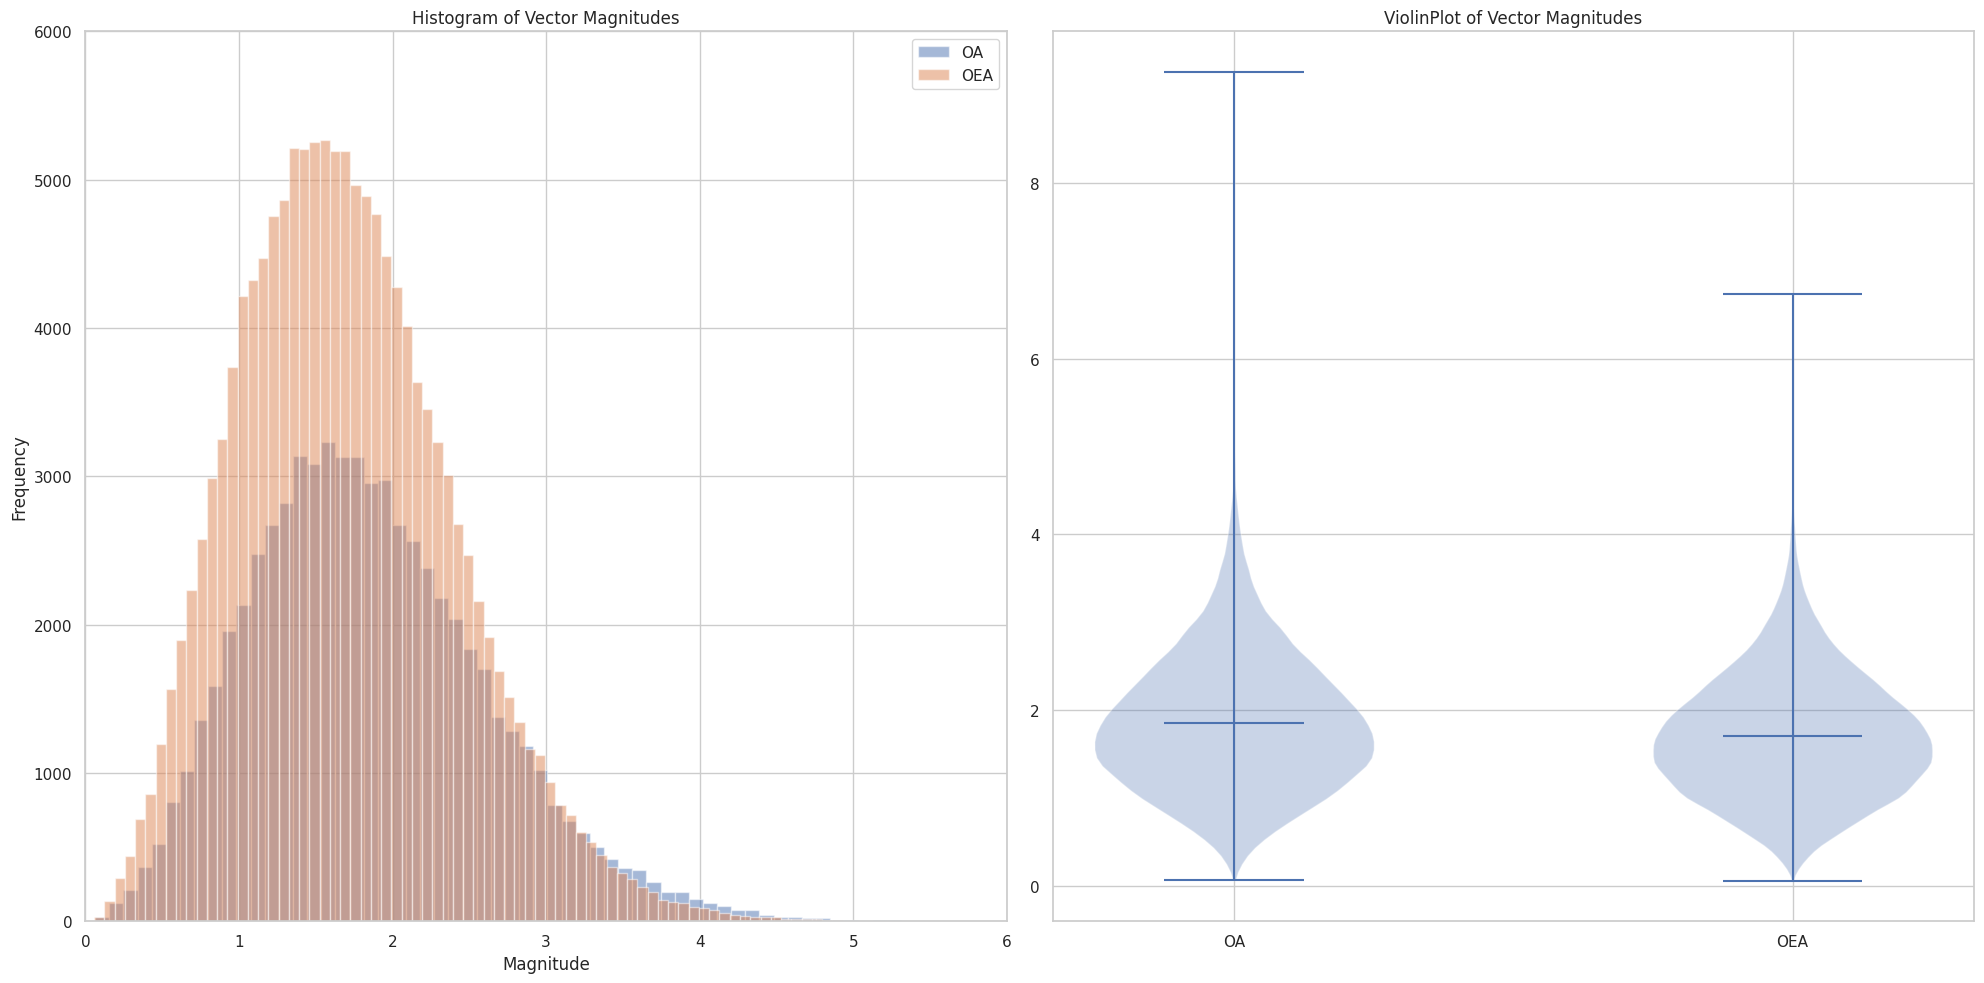 Histogram of Vector Magnitudes
6000
5000
4000
3000
2000
1000
0
Frequency
0 1 2 3 4 5 6
Magnitude
OA
OEA
ViolinPlot of Vector Magnitudes
8
6
4
2
0
OA OEA